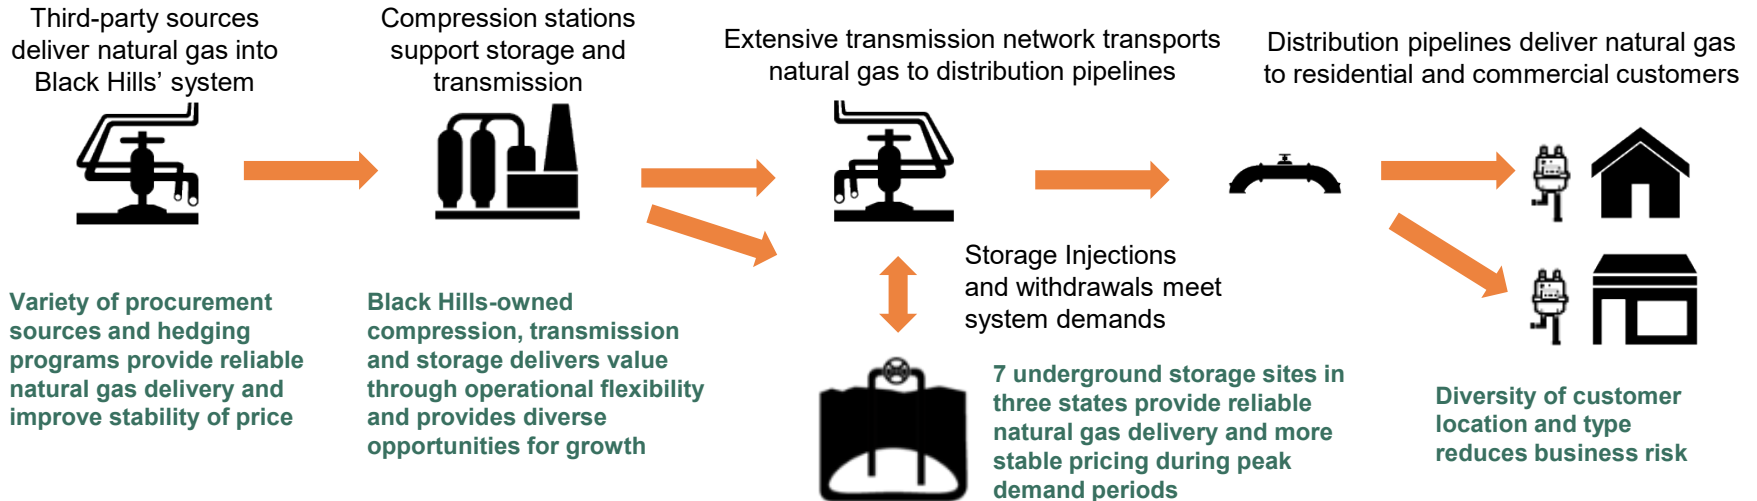 Third-party sources
deliver natural gas into
Black Hills’ system
Compression stations
support storage and
transmission
Extensive transmission network transports
natural gas to distribution pipelines
Distribution pipelines deliver natural gas
to residential and commercial customers
Storage Injections
and withdrawals meet
system demands
Variety of procurement
sources and hedging
programs provide reliable
natural gas delivery and
improve stability of price
Black Hills-owned
compression, transmission
and storage delivers value
through operational flexibility
and provides diverse
opportunities for growth
7 underground storage sites in
three states provide reliable
natural gas delivery and more
stable pricing during peak
demand periods
Diversity of customer
location and type
reduces business risk